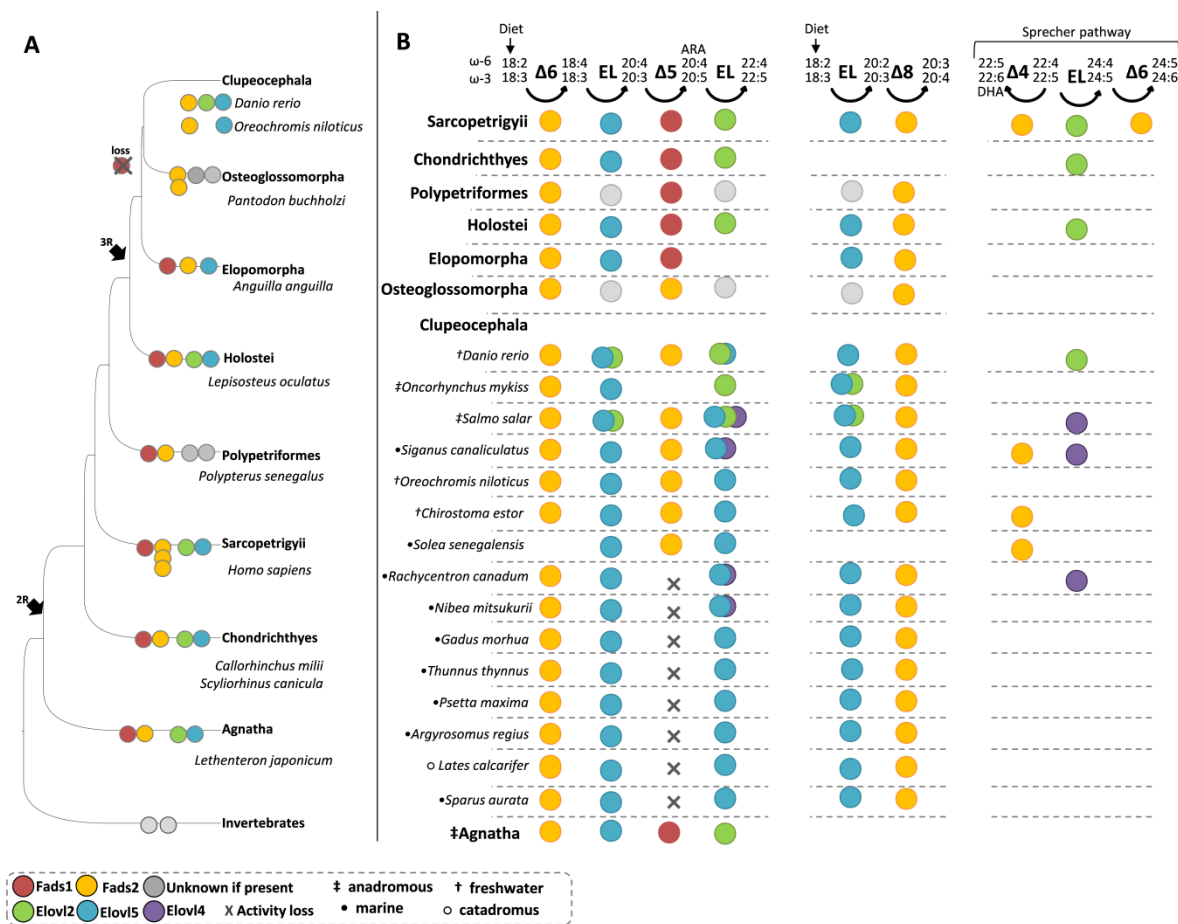 A
Clupeocephala
Danio rerio
Oreochromis niloticus
loss
Osteoglossomorpha
Pantodon buchholzi
3R
Elopomorpha
Anguilla anguilla
Holostei
Lepisosteus oculatus
Polypetriformes
Polypterus senegalus
Sarcopetrigyii
Homo sapiens
2R
Chondrichthyes
Callorhinchus milii
Scyliorhinus canicula
Agnatha
Lethenteron japonicum
Invertebrates
B
Diet ARA Diet Sprecher pathway
ω-6 18:2 18:4 20:4 20:4 22:4 18:2 20:2 20:3 22:5 22:4 24:4 24:5
ω-3 18:3 Δ6 18:3 EL 20:3 Δ5 20:5 EL 22:5 18:3 EL 20:3 Δ8 20:4 22:6 Δ4 22:5 EL 24:5 Δ6 24:6
DHA
Sarcopetrigyii
Chondrichthyes
Polypetriformes
Holostei
Elopomorpha
Osteoglossomorpha
Clupeocephala
†Danio rerio
‡Oncorhynchus mykiss
‡Salmo salar
•Siganus canaliculatus
†Oreochromis niloticus
†Chirostoma estor
•Solea senegalensis
•Rachycentron canadum
•Nibea mitsukurii
•Gadus morhua
•Thunnus thynnus
•Psetta maxima
•Argyrosomus regius
○ Lates calcarifer
•Sparus aurata
‡Agnatha
Fads1 Fads2 Unknown if present ‡ anadromous † freshwater
Elovl2 Elovl5 Elovl4 X Activity loss • marine ○ catadromus